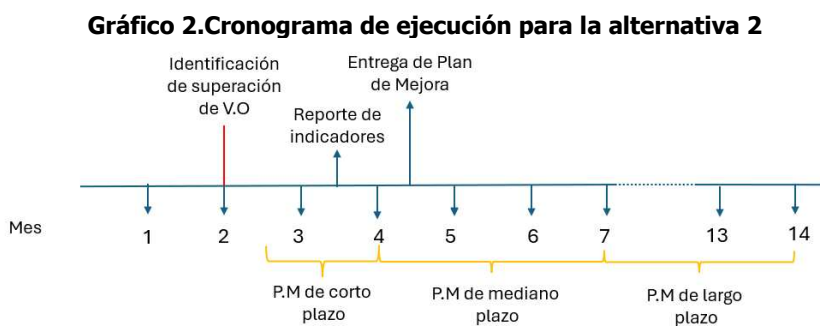 Gráfico 2.Cronograma de ejecución para la alternativa 2
Identificación
de superación
de V.O
Reporte de
indicadores
Entrega de Plan
de Mejora
Mes
1 2 3 4 5 6 7 13 14
P.M de corto
plazo
P.M de mediano
plazo
P.M de largo
plazo